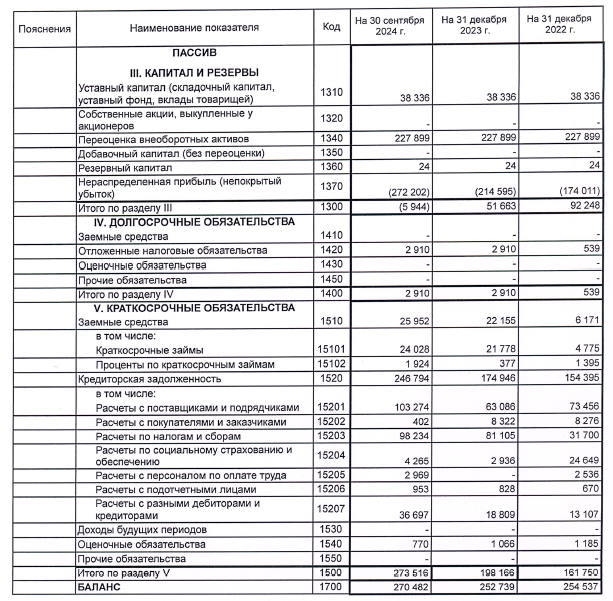 Пояснения Наименование показателя Код На 30 сентября 2024 г. На 31 декабря 2023 г. На 31 декабря 2022 г.
ПАССИВ
III. КАПИТАЛ И РЕЗЕРВЫ
Уставный капитал (складочный капитал,
уставный фонд, вклады товарищей) 1310 38 336 38 336 38 336
Собственные акции, выкупленные у
акционеров 1320 - - -
Переоценка внеоборотных активов 1340 227 899 227 899 227 899
Добавочный капитал (без переоценки) 1350 - - -
Резервный капитал 1360 24 24 24
Нераспределенная прибыль (непокрытый
убыток) 1370 (272 202) (214 595) (174 011)
Итого по разделу III 1300 (5 944) 51 663 92 248
IV. ДОЛГОСРОЧНЫЕ ОБЯЗАТЕЛЬСТВА
Заемные средства 1410 - - -
Отложенные налоговые обязательства 1420 2 910 2 910 539
Оценочные обязательства 1430 - - -
Прочие обязательства 1450 - - -
Итого по разделу IV 1400 2 910 2 910 539
V. КРАТКОСРОЧНЫЕ ОБЯЗАТЕЛЬСТВА
Заемные средства 1510 25 952 22 155 6 171
в том числе:
Краткосрочные займы 15101 24 028 21 778 4 775
Проценты по краткосрочным займам 15102 1 924 377 1 395
Кредиторская задолженность 1520 246 794 174 946 154 395
в том числе:
Расчеты с поставщиками и подрядчиками 15201 103 274 63 086 73 456
Расчеты с покупателями и заказчиками 15202 402 8 322 8 276
Расчеты по налогам и сборам 15203 98 234 81 105 31 700
Расчеты по социальному страхованию и
обеспечению 15204 4 265 2 936 24 649
Расчеты с персоналом по оплате труда 15205 2 969 - 2 536
Расчеты с подотчетными лицами 15206 953 828 670
Расчеты с разными дебиторами и
кредиторами 15207 36 697 18 809 13 107
Доходы будущих периодов 1530 - - -
Оценочные обязательства 1540 770 1 066 1 185
Прочие обязательства 1550 - - -
Итого по разделу V 1500 273 516 198 166 161 750
БАЛАНС 1700 270 482 252 739 254 537